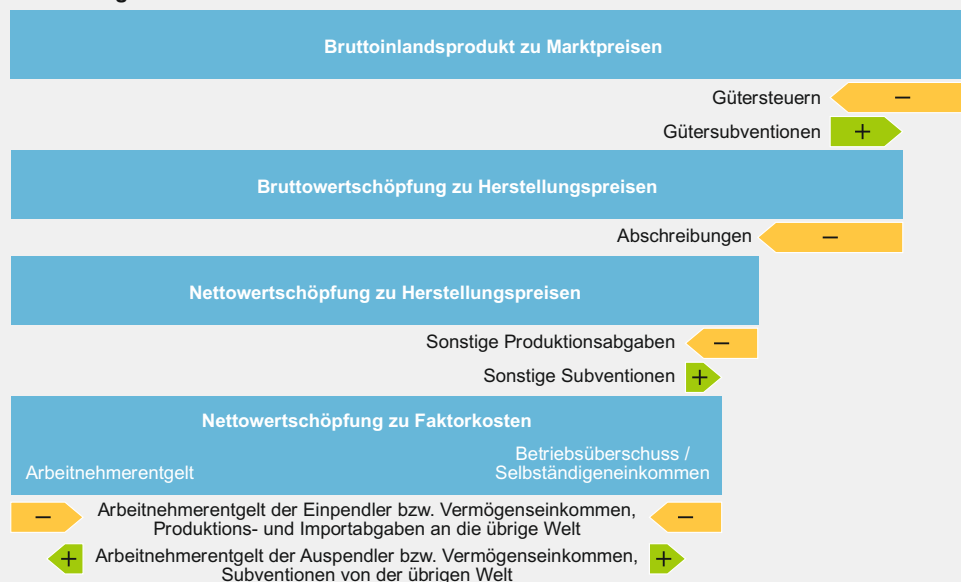 Bruttoinlandsprodukt zu Marktpreisen
Gütersteuern −
Gütersubventionen +
Bruttowertschöpfung zu Herstellungspreisen
Abschreibungen −
Nettowertschöpfung zu Herstellungspreisen
Sonstige Produktionsabgaben −
Sonstige Subventionen +
Nettowertschöpfung zu Faktorkosten
Arbeitnehmerentgelt
Betriebsüberschuss /
Selbständigeneinkommen
− Arbeitnehmerentgelt der Einpendler bzw. Vermögenseinkommen, −
Produktions- und Importabgaben an die übrige Welt
+ Arbeitnehmerentgelt der Auspendler bzw. Vermögenseinkommen, +
Subventionen von der übrigen Welt